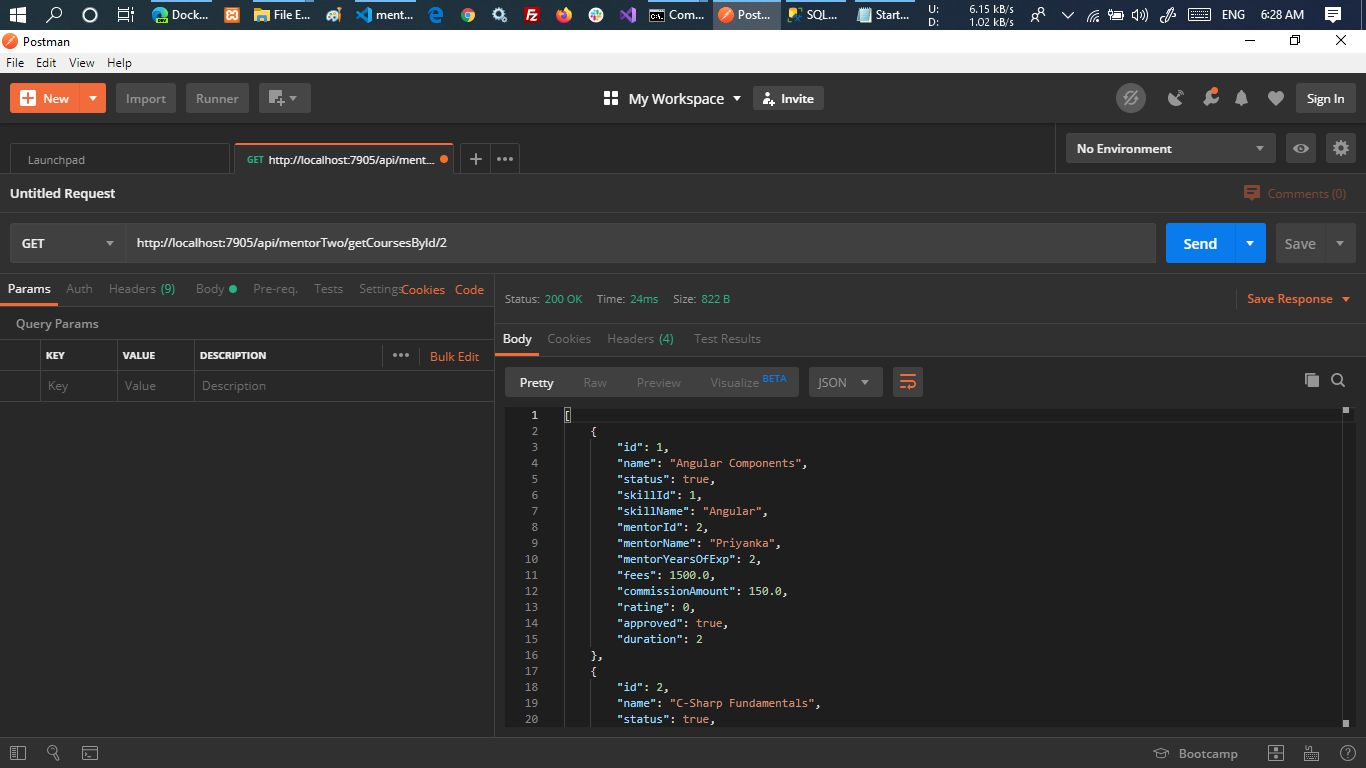 Dock... File E... ment... Com... Post... SQL... Start... U: 6.15 kB/s ENG 6:28 AM
D: 1.02 kB/s
Postman
File Edit View Help
New Import Runner My Workspace Invite Sign In
Launchpad GET http://localhost:7905/api/ment... No Environment
Untitled Request Comments (0)
GET http://localhost:7905/api/mentorTwo/getCoursesById/2 Send Save
Params Auth Headers (9) Body Pre-req. Tests Settings Cookies Code Status: 200 OK Time: 24ms Size: 822 B Save Response
Query Params Body Cookies Headers (4) Test Results
KEY VALUE DESCRIPTION Bulk Edit
Key Value Description Pretty Raw Preview Visualize BETA JSON
1 [
2 {
3 "id": 1,
4 "name": "Angular Components",
5 "status": true,
6 "skillId": 1,
7 "skillName": "Angular",
8 "mentorId": 2,
9 "mentorName": "Priyanka",
10 "mentorYearsOfExp": 2,
11 "fees": 1500.0,
12 "commissionAmount": 150.0,
13 "rating": 0,
14 "approved": true,
15 "duration": 2
16 },
17 {
18 "id": 2,
19 "name": "C-Sharp Fundamentals",
20 "status": true,
Bootcamp